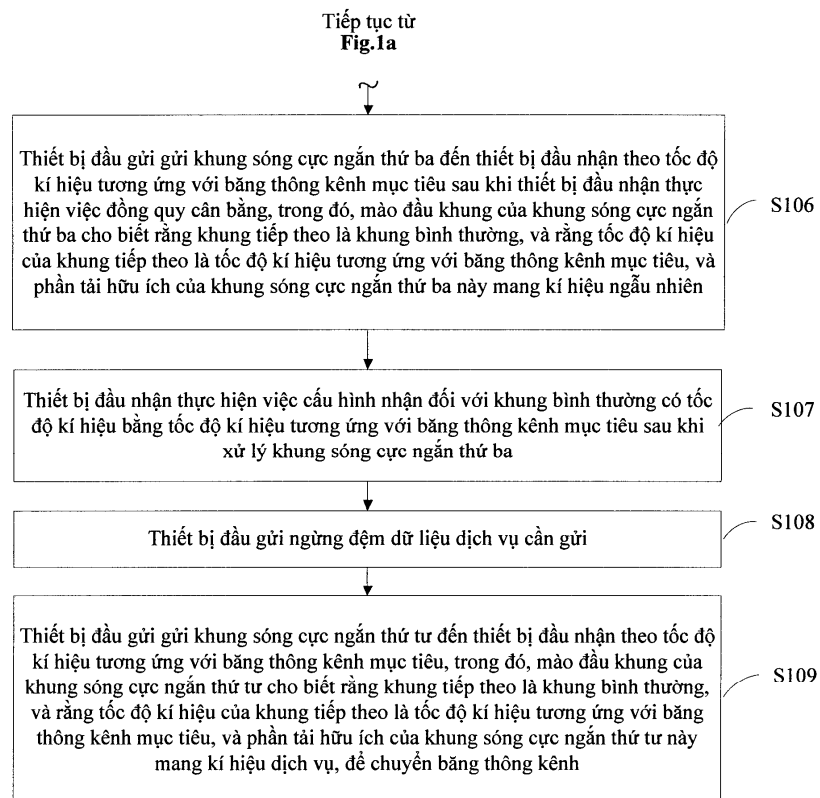 Tiếp tục từ
Fig.1a
Thiết bị đầu gửi gửi khung sóng cực ngắn thứ ba đến thiết bị đầu nhận theo tốc độ
kí hiệu tương ứng với băng thông kênh mục tiêu sau khi thiết bị đầu nhận thực
hiện việc đồng quy cân bằng, trong đó, mào đầu khung của khung sóng cực ngắn
thứ ba cho biết rằng khung tiếp theo là khung bình thường, và rằng tốc độ kí hiệu
của khung tiếp theo là tốc độ kí hiệu tương ứng với băng thông kênh mục tiêu, và
phần tải hữu ích của khung sóng cực ngắn thứ ba này mang kí hiệu ngẫu nhiên
S106
Thiết bị đầu nhận thực hiện việc cấu hình nhận đối với khung bình thường có tốc
độ kí hiệu bằng tốc độ kí hiệu tương ứng với băng thông kênh mục tiêu sau khi
xử lý khung sóng cực ngắn thứ ba
S107
Thiết bị đầu gửi ngừng đệm dữ liệu dịch vụ cần gửi
S108
Thiết bị đầu gửi gửi khung sóng cực ngắn thứ tư đến thiết bị đầu nhận theo tốc độ
kí hiệu tương ứng với băng thông kênh mục tiêu, trong đó, mào đầu khung của
khung sóng cực ngắn thứ tư cho biết rằng khung tiếp theo là khung bình thường,
và rằng tốc độ kí hiệu của khung tiếp theo là tốc độ kí hiệu tương ứng với băng
thông kênh mục tiêu, và phần tải hữu ích của khung sóng cực ngắn thứ tư này
mang kí hiệu dịch vụ, để chuyển băng thông kênh
S109